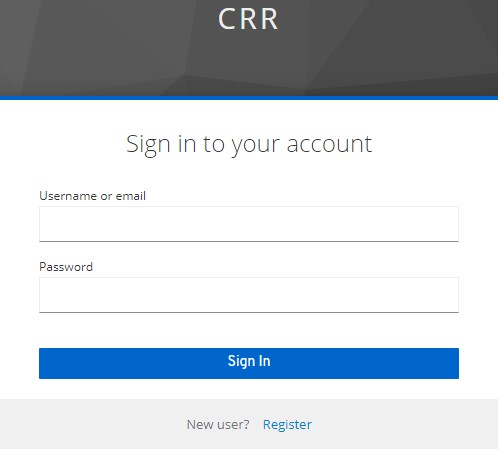 CRR
Sign in to your account
Username or email
Password
Sign In
New user? Register